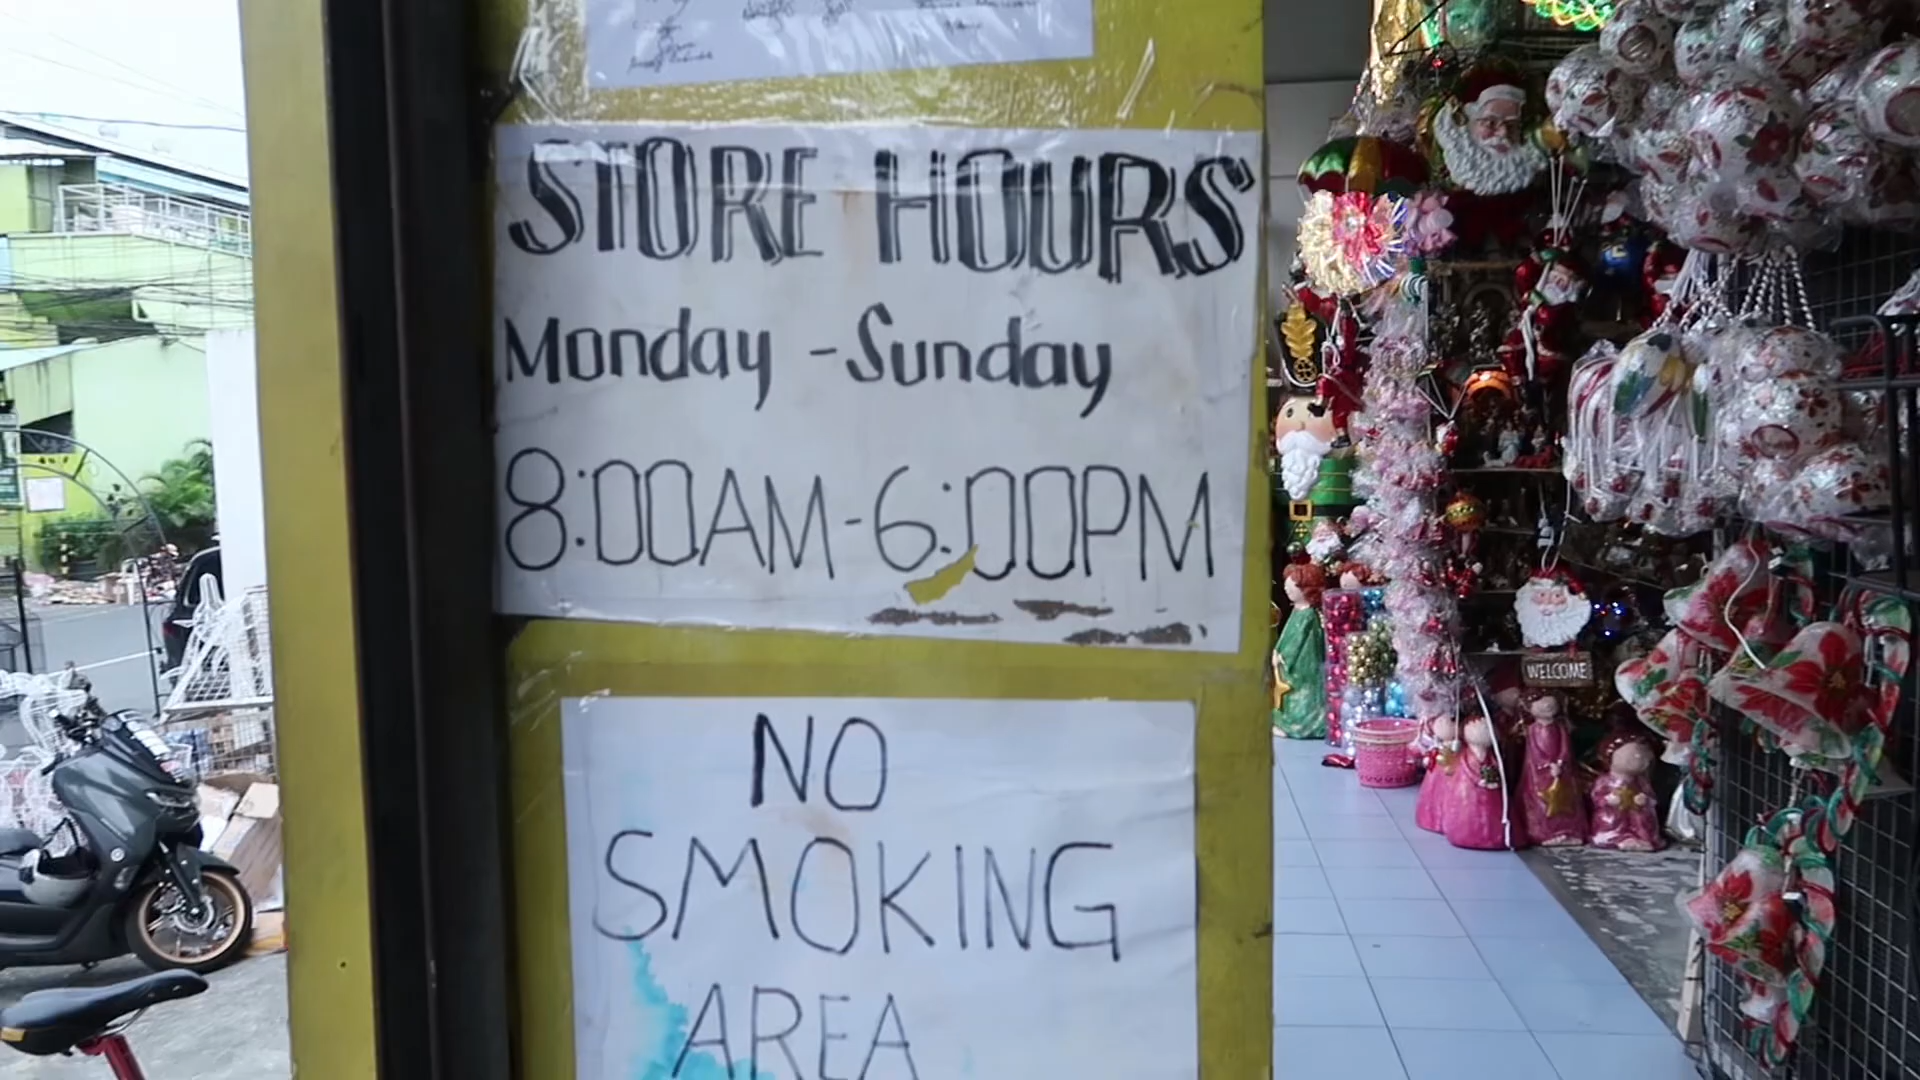 STORE HOURS
Monday - Sunday
8:00AM - 6:00PM
NO
SMOKING
AREA
WELCOME